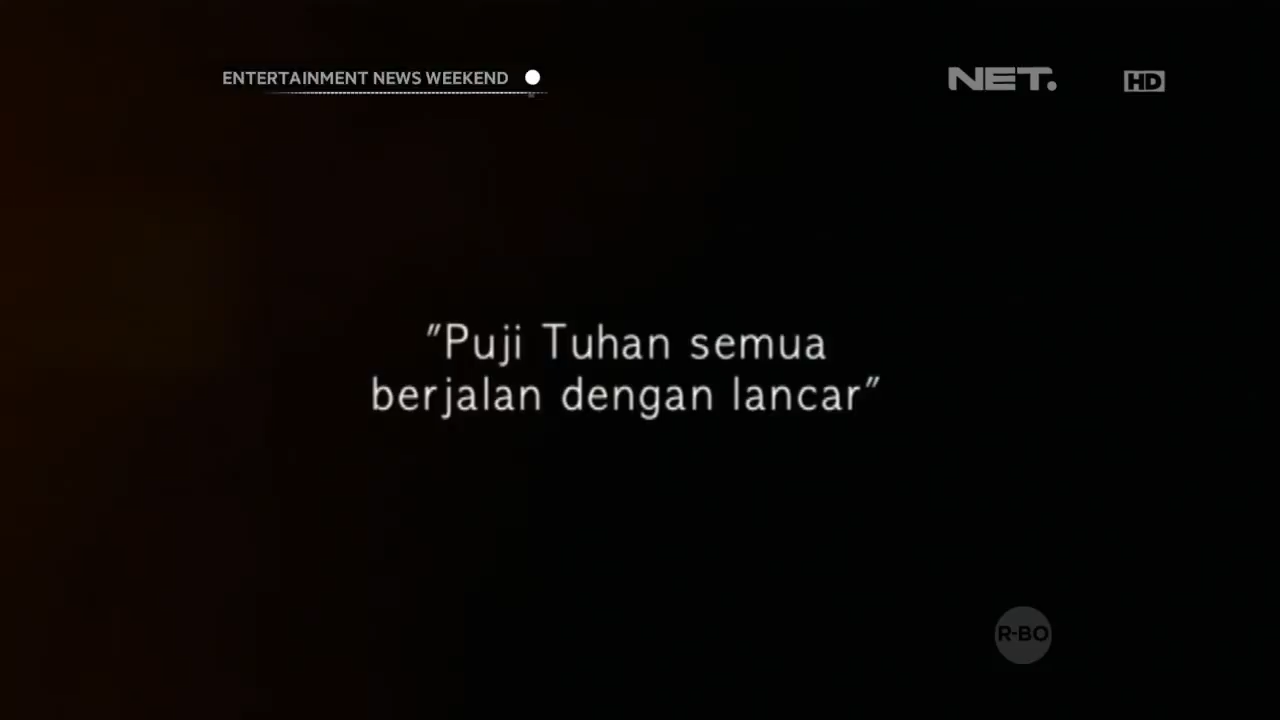 ENTERTAINMENT NEWS WEEKEND
NET.
HD
"Puji Tuhan semua
berjalan dengan lancar"
R-BO